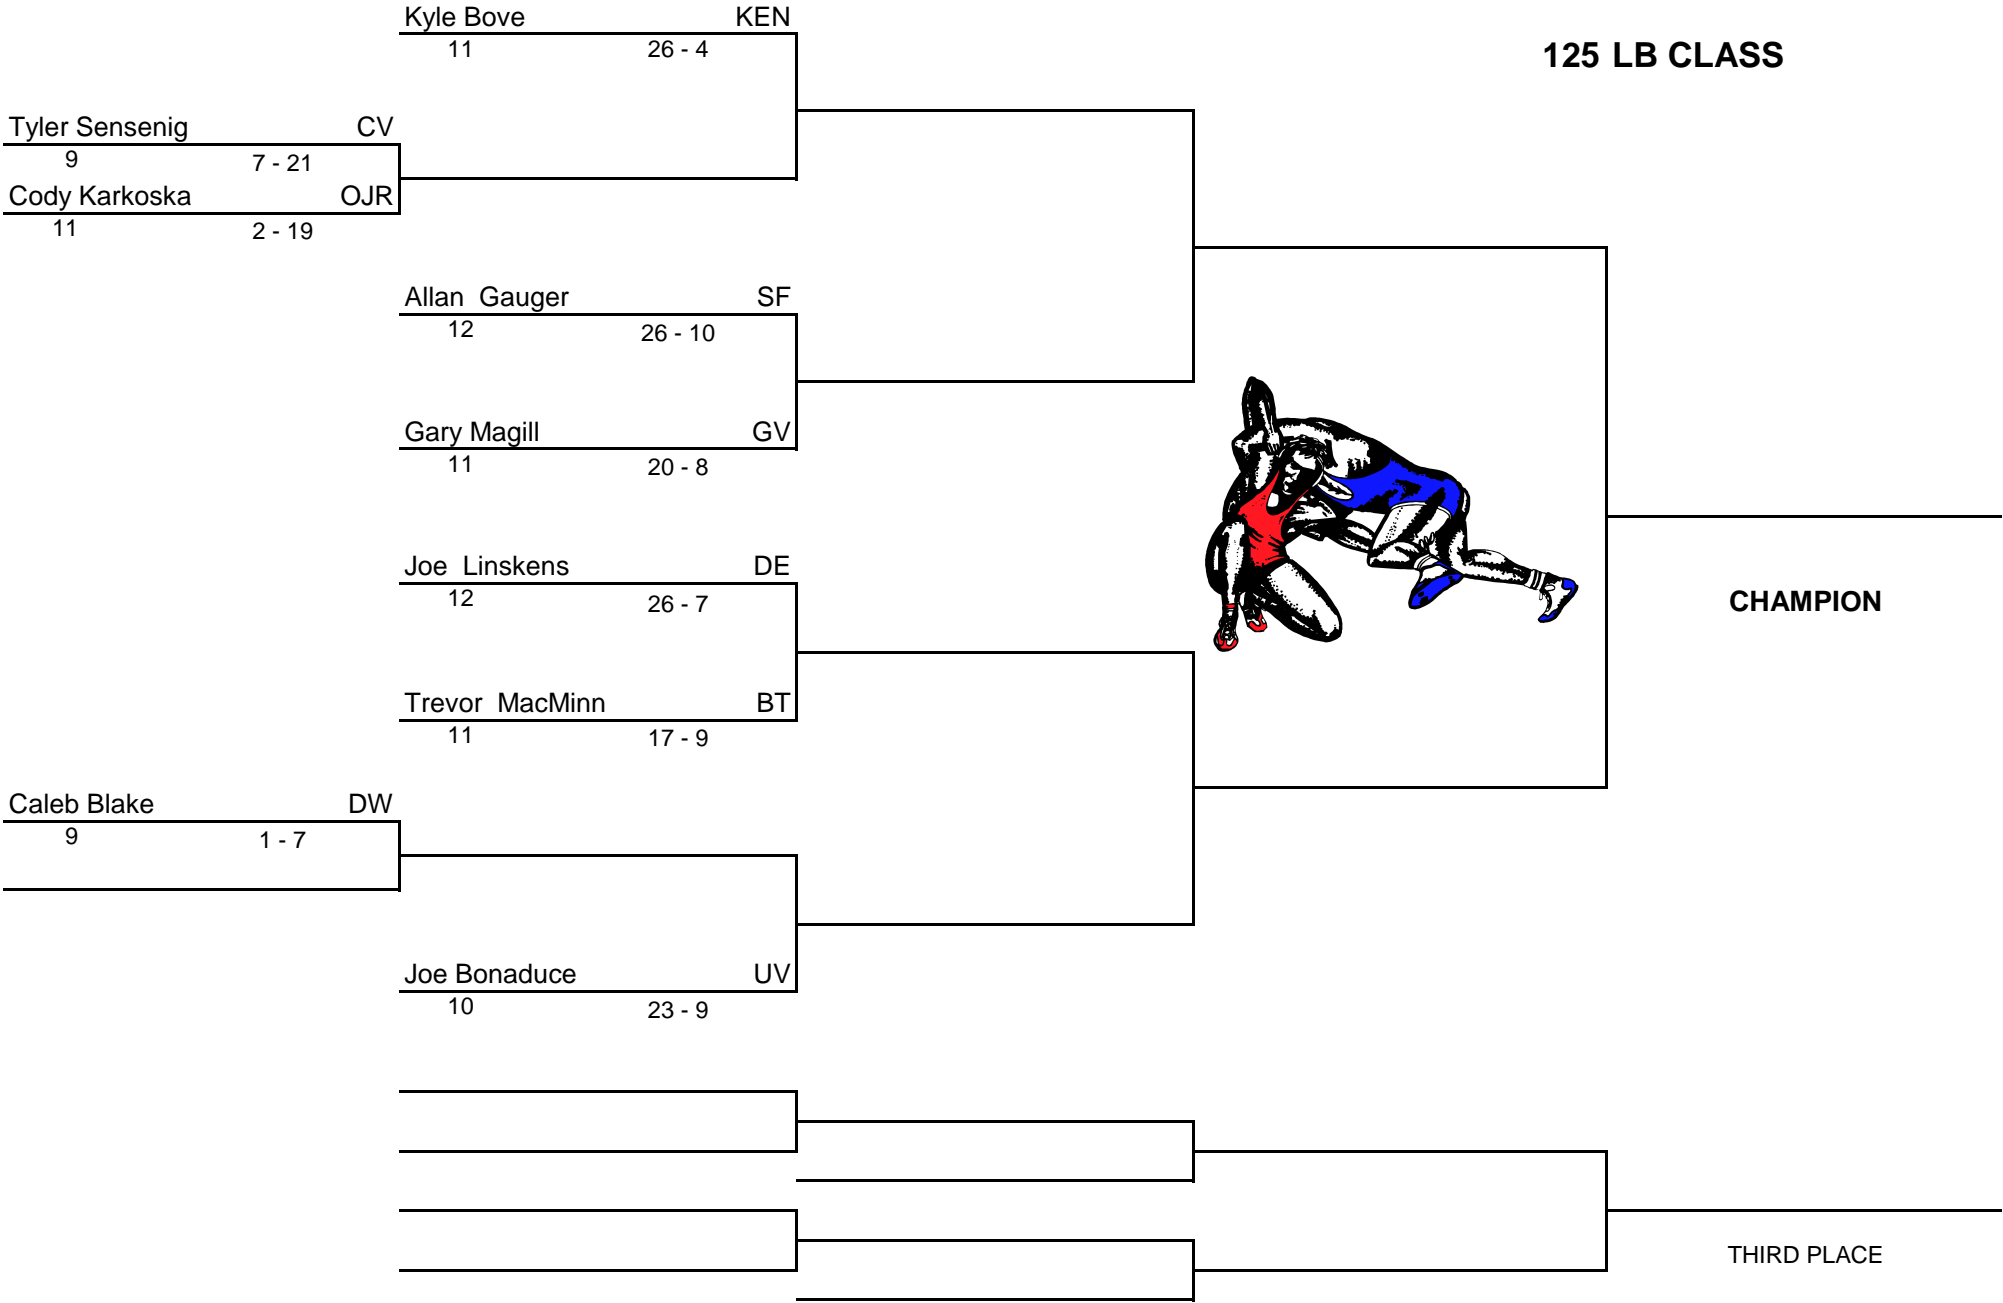 Kyle Bove KEN
11 26 - 4
125 LB CLASS
Tyler Sensenig CV
9 7 - 21
Cody Karkoska OJR
11 2 - 19
Allan  Gauger SF
12 26 - 10
Gary Magill GV
11 20 - 8
Joe  Linskens DE
12 26 - 7
CHAMPION
Trevor  MacMinn BT
11 17 - 9
Caleb Blake DW
9 1 - 7
Joe Bonaduce UV
10 23 - 9
THIRD PLACE